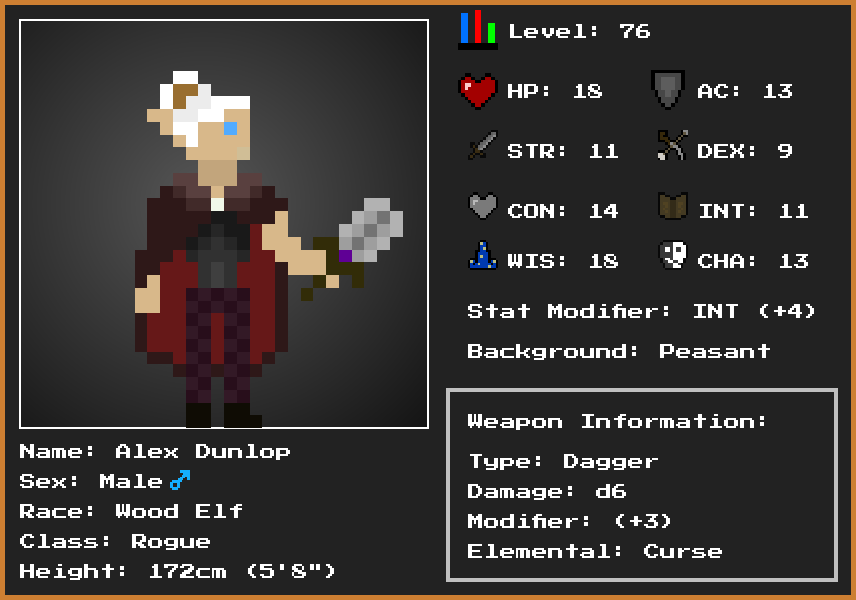 Level: 76
HP: 18 AC: 13
STR: 11 DEX: 9
CON: 14 INT: 11
WIS: 18 CHA: 13
Stat Modifier: INT (+4)
Background: Peasant
Weapon Information:
Type: Dagger
Damage: d6
Modifier: (+3)
Elemental: Curse
Name: Alex Dunlop
Sex: Male ♂
Race: Wood Elf
Class: Rogue
Height: 172cm (5'8")